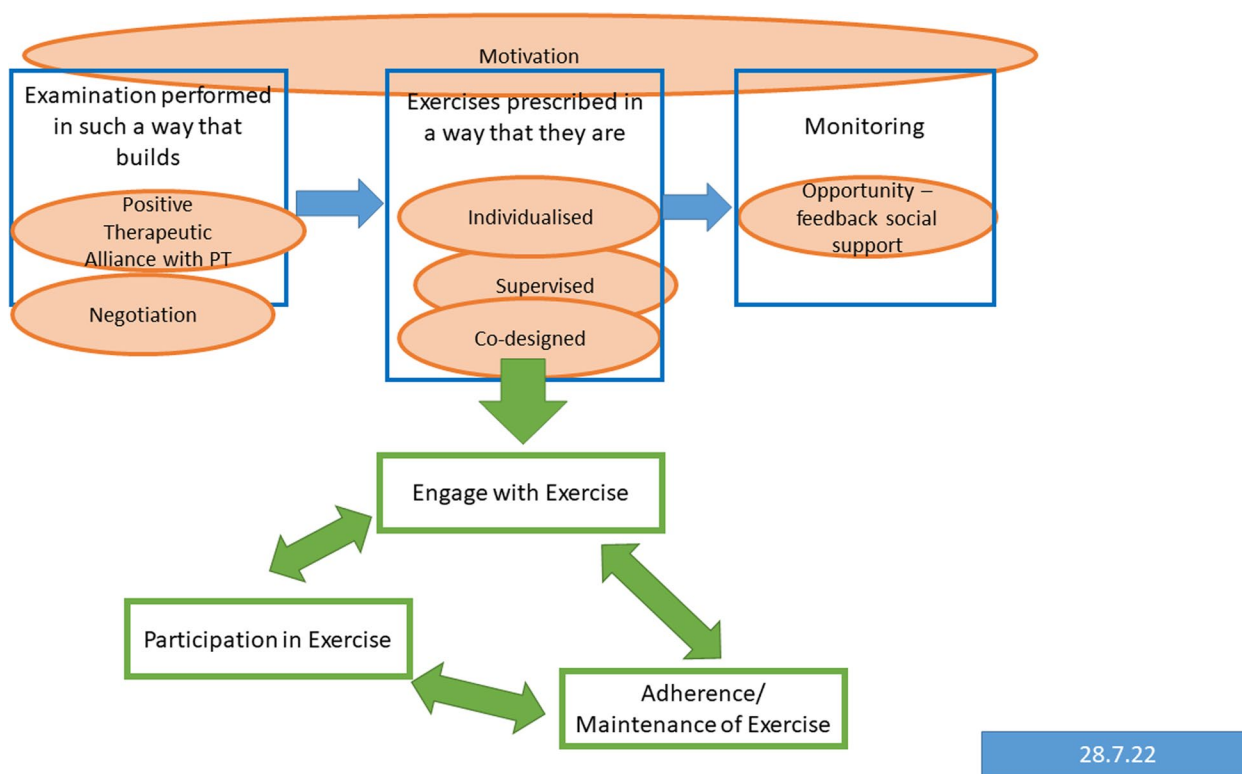 Motivation
Examination performed
in such a way that
builds
Positive
Therapeutic
Alliance with PT
Negotiation
Exercises prescribed in
a way that they are
Individualised
Supervised
Co-designed
Monitoring
Opportunity –
feedback social
support
Engage with Exercise
Participation in Exercise
Adherence/
Maintenance of Exercise
28.7.22